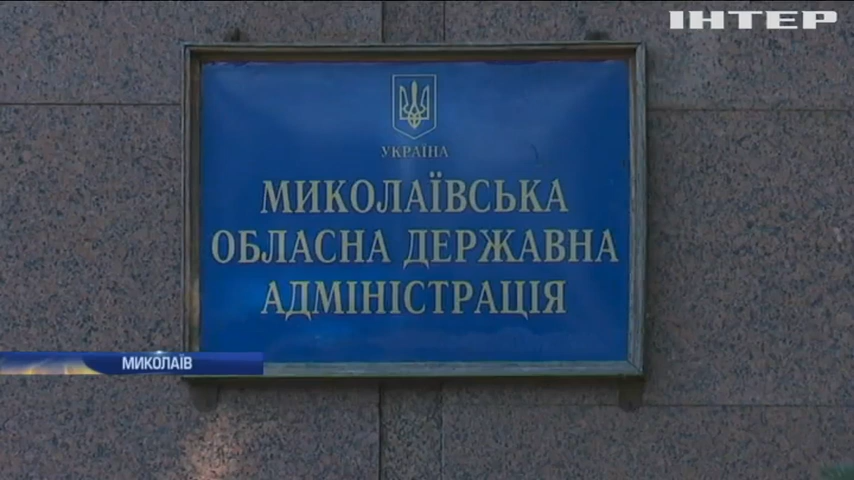 ІНТЕР
УКРАЇНА
МИКОЛАЇВСЬКА
ОБЛАСНА ДЕРЖАВНА
АДМІНІСТРАЦІЯ
МИКОЛАЇВ